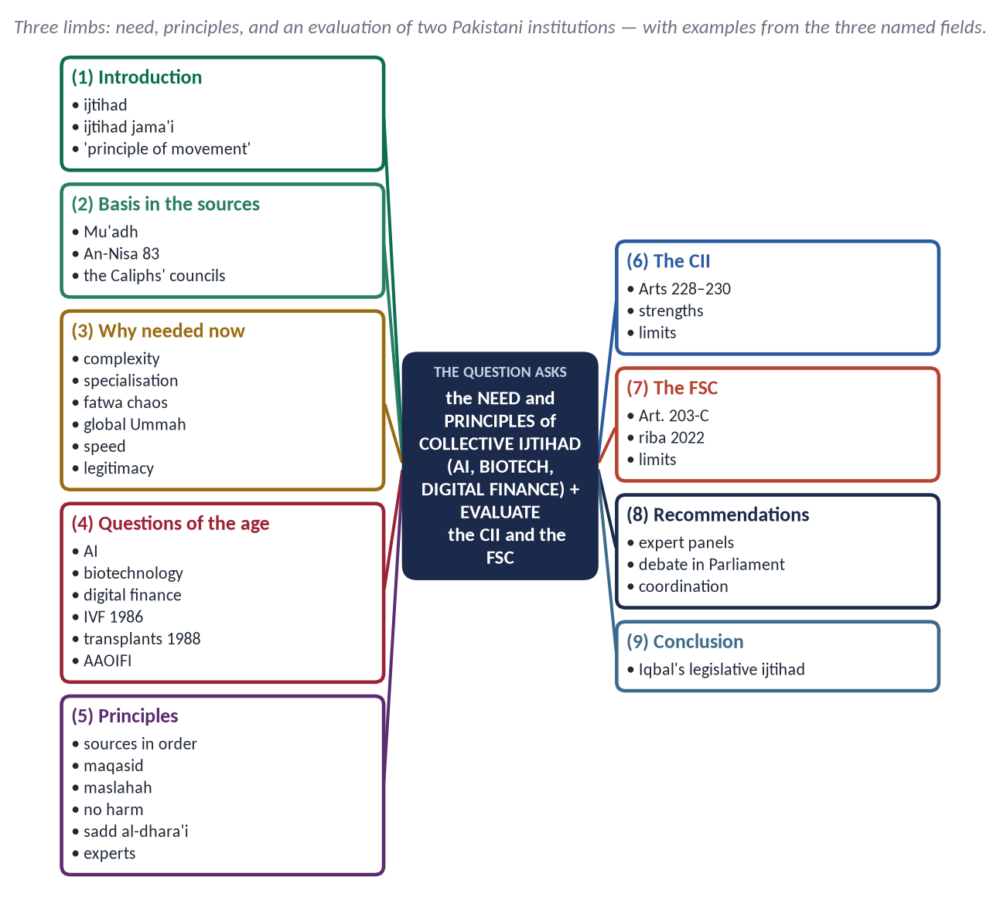 Three limbs: need, principles, and an evaluation of two Pakistani institutions — with examples from the three named fields.
(1) Introduction
• ijtihad
• ijtihad jama'i
• 'principle of movement'
(2) Basis in the sources
• Mu'adh
• An-Nisa 83
• the Caliphs' councils
(3) Why needed now
• complexity
• specialisation
• fatwa chaos
• global Ummah
• speed
• legitimacy
(4) Questions of the age
• AI
• biotechnology
• digital finance
• IVF 1986
• transplants 1988
• AAOIFI
(5) Principles
• sources in order
• maqasid
• maslahah
• no harm
• sadd al-dhara'i
• experts
THE QUESTION ASKS
the NEED and
PRINCIPLES of
COLLECTIVE IJTIHAD
(AI, BIOTECH,
DIGITAL FINANCE) +
EVALUATE
the CII and the
FSC
(6) The CII
• Arts 228–230
• strengths
• limits
(7) The FSC
• Art. 203-C
• riba 2022
• limits
(8) Recommendations
• expert panels
• debate in Parliament
• coordination
(9) Conclusion
• Iqbal's legislative ijtihad